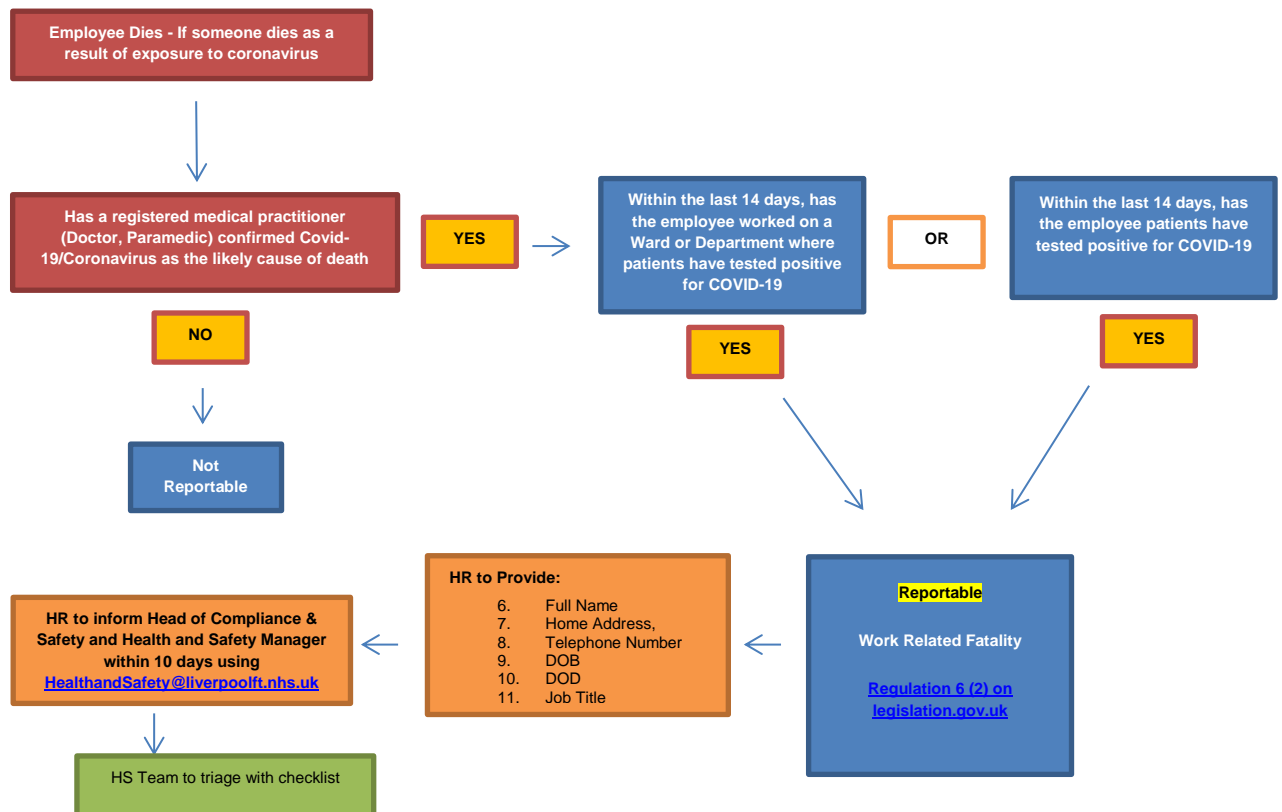 Employee Dies - If someone dies as a
result of exposure to coronavirus
Has a registered medical practitioner
(Doctor, Paramedic) confirmed Covid-
19/Coronavirus as the likely cause of death
YES
Within the last 14 days, has
the employee worked on a
Ward or Department where
patients have tested positive
for COVID-19
OR
Within the last 14 days, has
the employee patients have
tested positive for COVID-19
NO
YES
YES
Not
Reportable
Reportable
Work Related Fatality
Regulation 6 (2) on
legislation.gov.uk
HR to Provide:
6. Full Name
7. Home Address,
8. Telephone Number
9. DOB
10. DOD
11. Job Title
HR to inform Head of Compliance &
Safety and Health and Safety Manager
within 10 days using
HealthandSafety@liverpoolft.nhs.uk
HS Team to triage with checklist